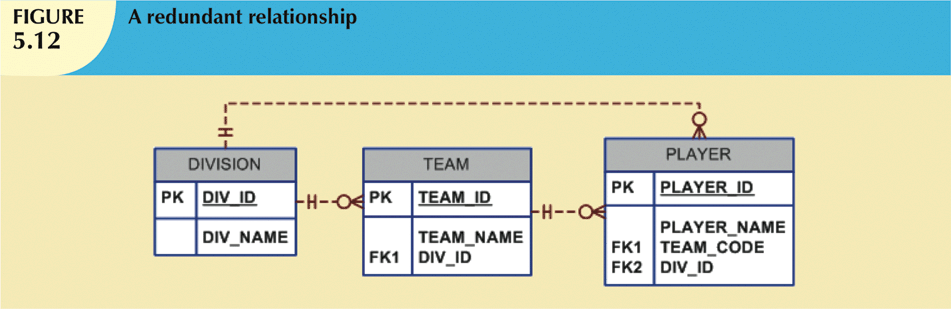 FIGURE
5.12
A redundant relationship
DIVISION
PK DIV_ID
DIV_NAME
TEAM
PK TEAM_ID
TEAM_NAME
FK1 DIV_ID
PLAYER
PK PLAYER_ID
PLAYER_NAME
FK1 TEAM_CODE
FK2 DIV_ID